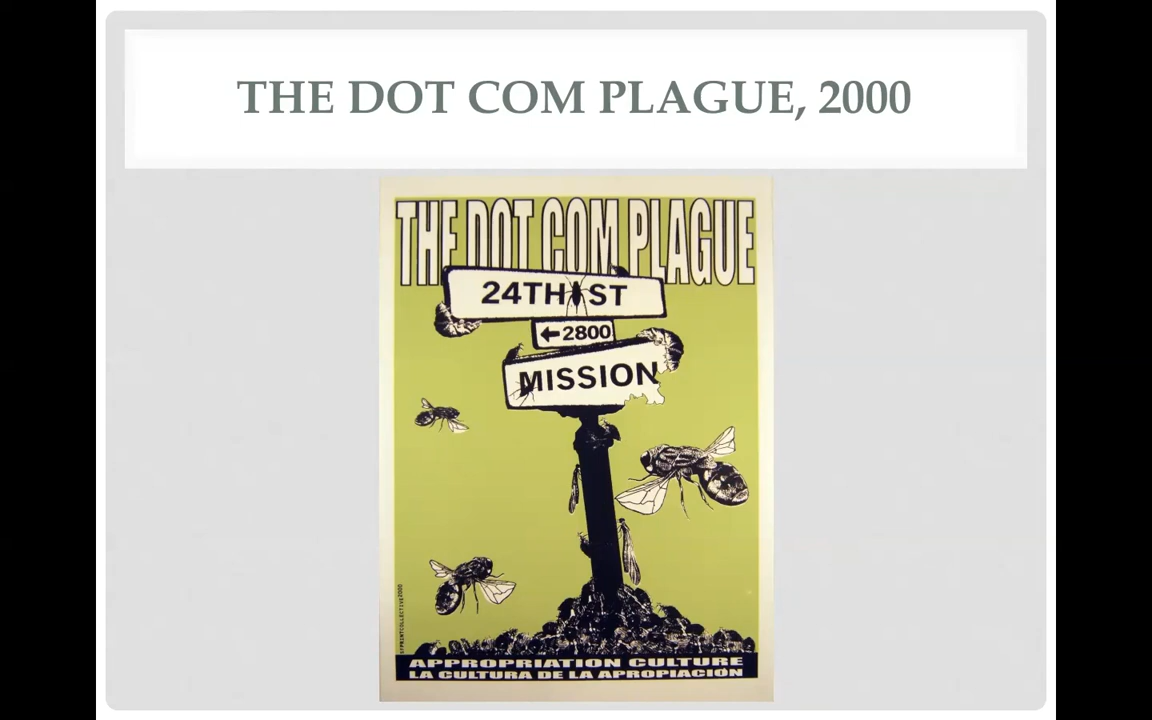 THE DOT COM PLAGUE, 2000
THE DOT COM PLAGUE
24TH ST
←2800
MISSION
SFPRINTCOLLECTIVE2000
APPROPRIATION CULTURE
LA CULTURA DE LA APROPIACIÓN